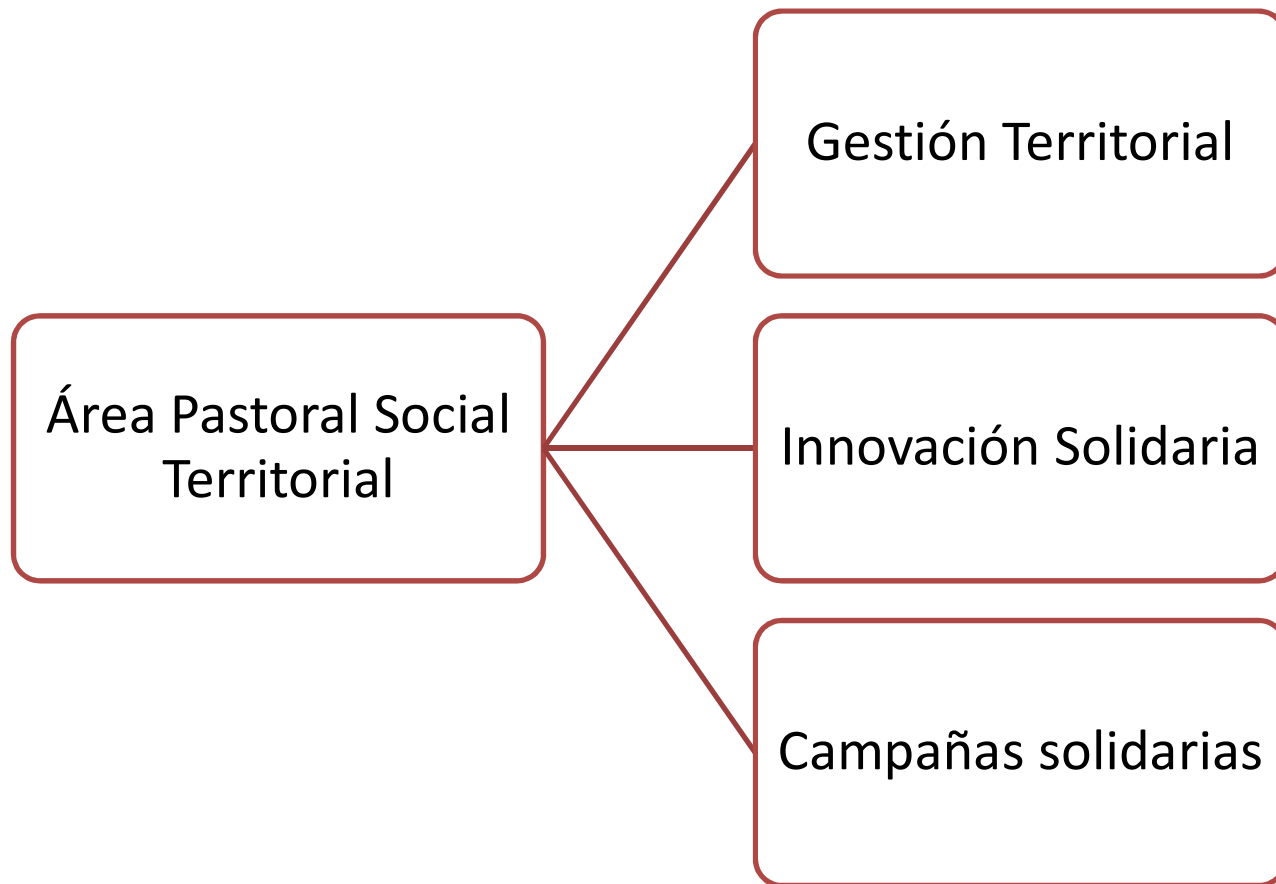 Gestión Territorial
Área Pastoral Social
Territorial
Innovación Solidaria
Campañas solidarias